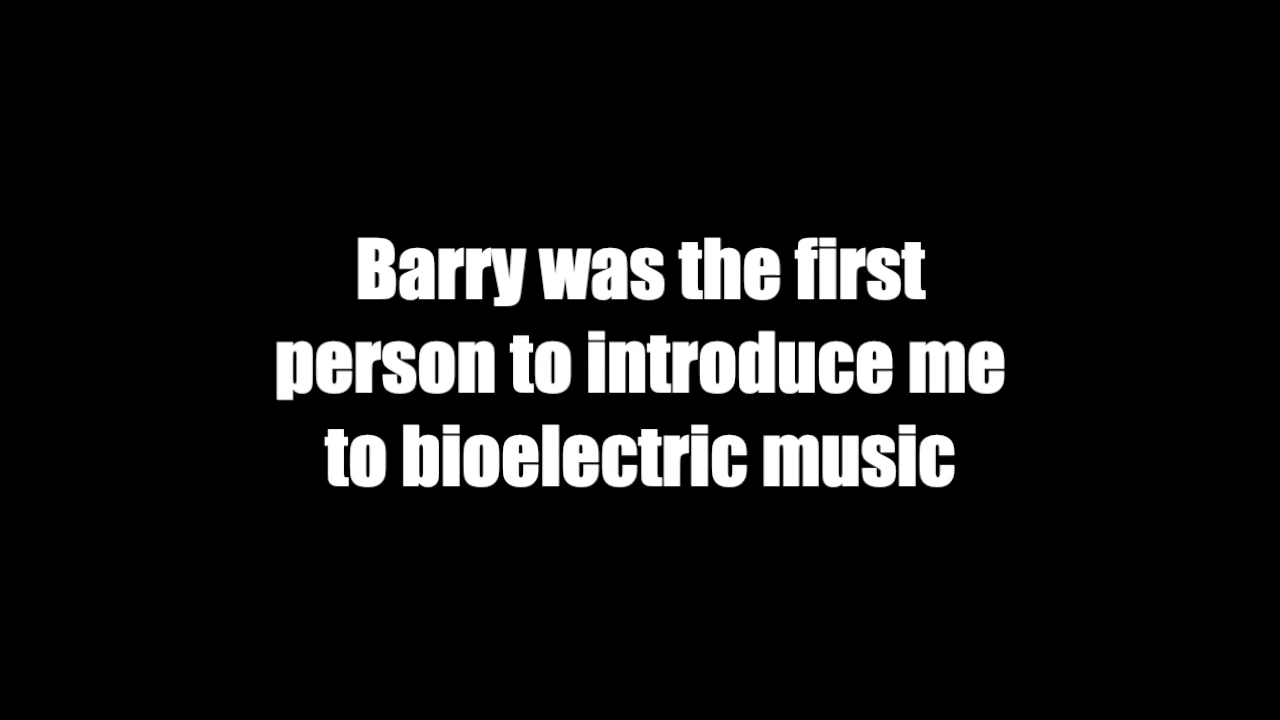 Barry was the first
person to introduce me
to bioelectric music